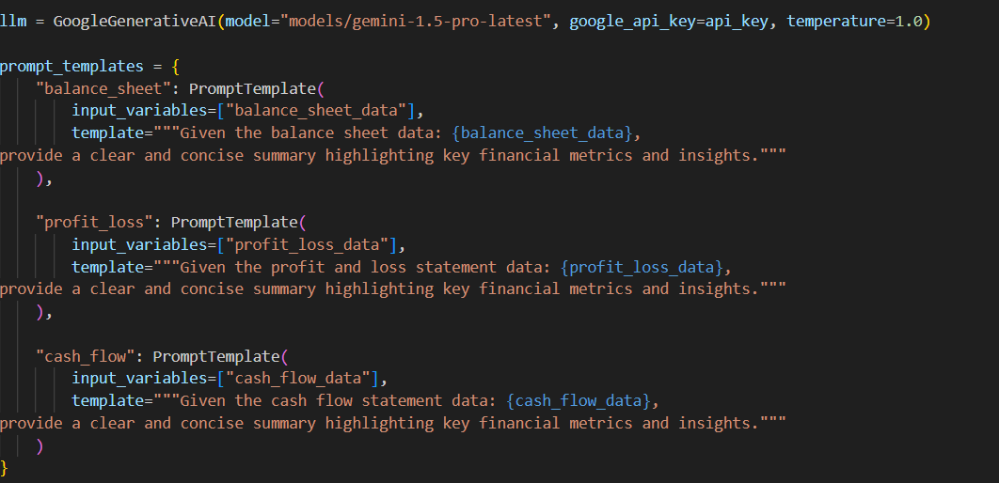 llm = GoogleGenerativeAI(model="models/gemini-1.5-pro-latest", google_api_key=api_key, temperature=1.0)
prompt_templates = {
    "balance_sheet": PromptTemplate(
        input_variables=["balance_sheet_data"],
        template="""Given the balance sheet data: {balance_sheet_data},
provide a clear and concise summary highlighting key financial metrics and insights."""
    ),
    "profit_loss": PromptTemplate(
        input_variables=["profit_loss_data"],
        template="""Given the profit and loss statement data: {profit_loss_data},
provide a clear and concise summary highlighting key financial metrics and insights."""
    ),
    "cash_flow": PromptTemplate(
        input_variables=["cash_flow_data"],
        template="""Given the cash flow statement data: {cash_flow_data},
provide a clear and concise summary highlighting key financial metrics and insights."""
    )
}